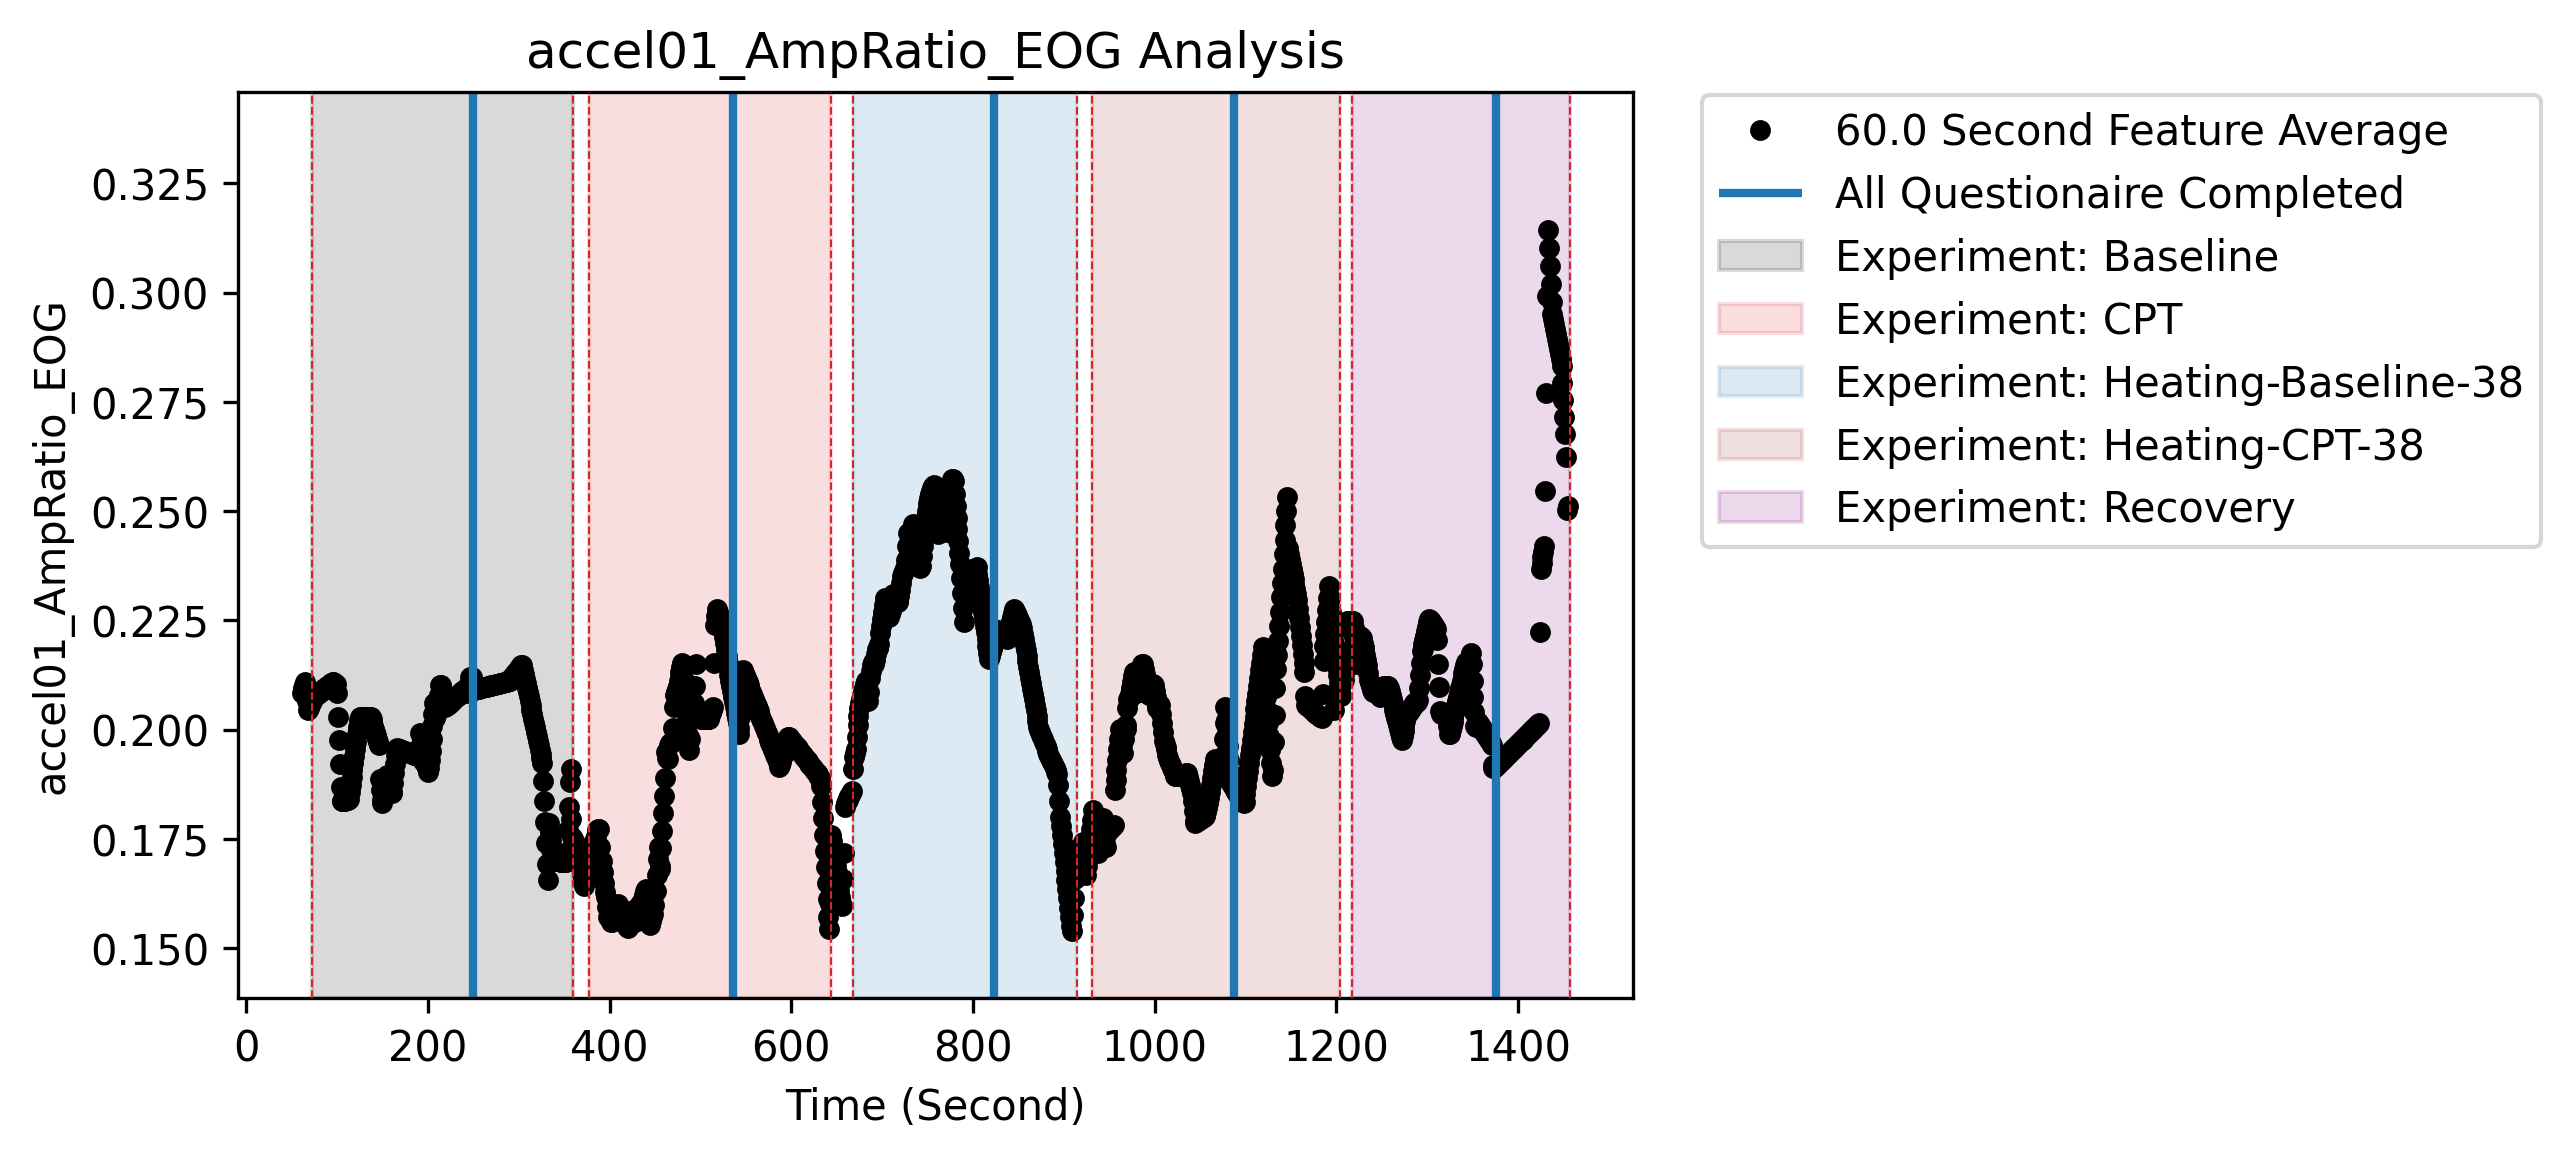 accel01_AmpRatio_EOG Analysis
accel01_AmpRatio_EOG
0.325
0.300
0.275
0.250
0.225
0.200
0.175
0.150
0 200 400 600 800 1000 1200 1400
Time (Second)
60.0 Second Feature Average
All Questionaire Completed
Experiment: Baseline
Experiment: CPT
Experiment: Heating-Baseline-38
Experiment: Heating-CPT-38
Experiment: Recovery